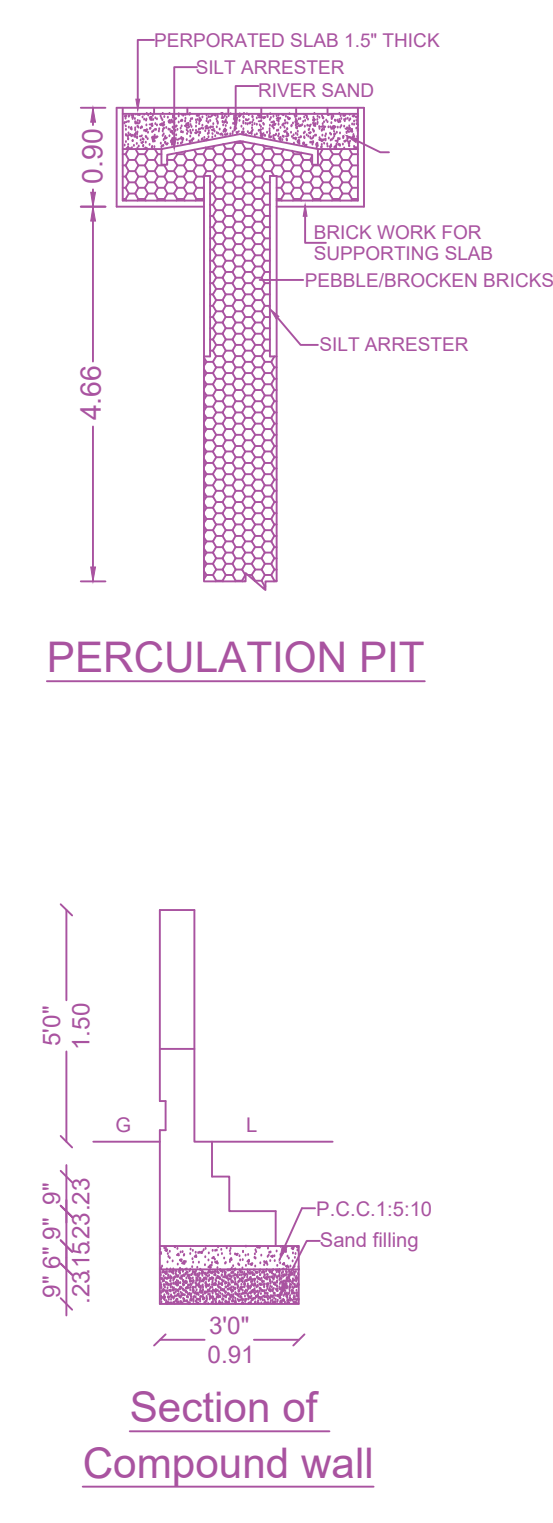 PERPORATED SLAB 1.5" THICK
SILT ARRESTER
RIVER SAND
0.90
BRICK WORK FOR
SUPPORTING SLAB
PEBBLE/BROCKEN BRICKS
SILT ARRESTER
4.66
PERCULATION PIT
5'0"
1.50
G
L
9"
.23
9"
.23
6"
.15
9"
.23
P.C.C.1:5:10
Sand filling
3'0"
0.91
Section of
Compound wall